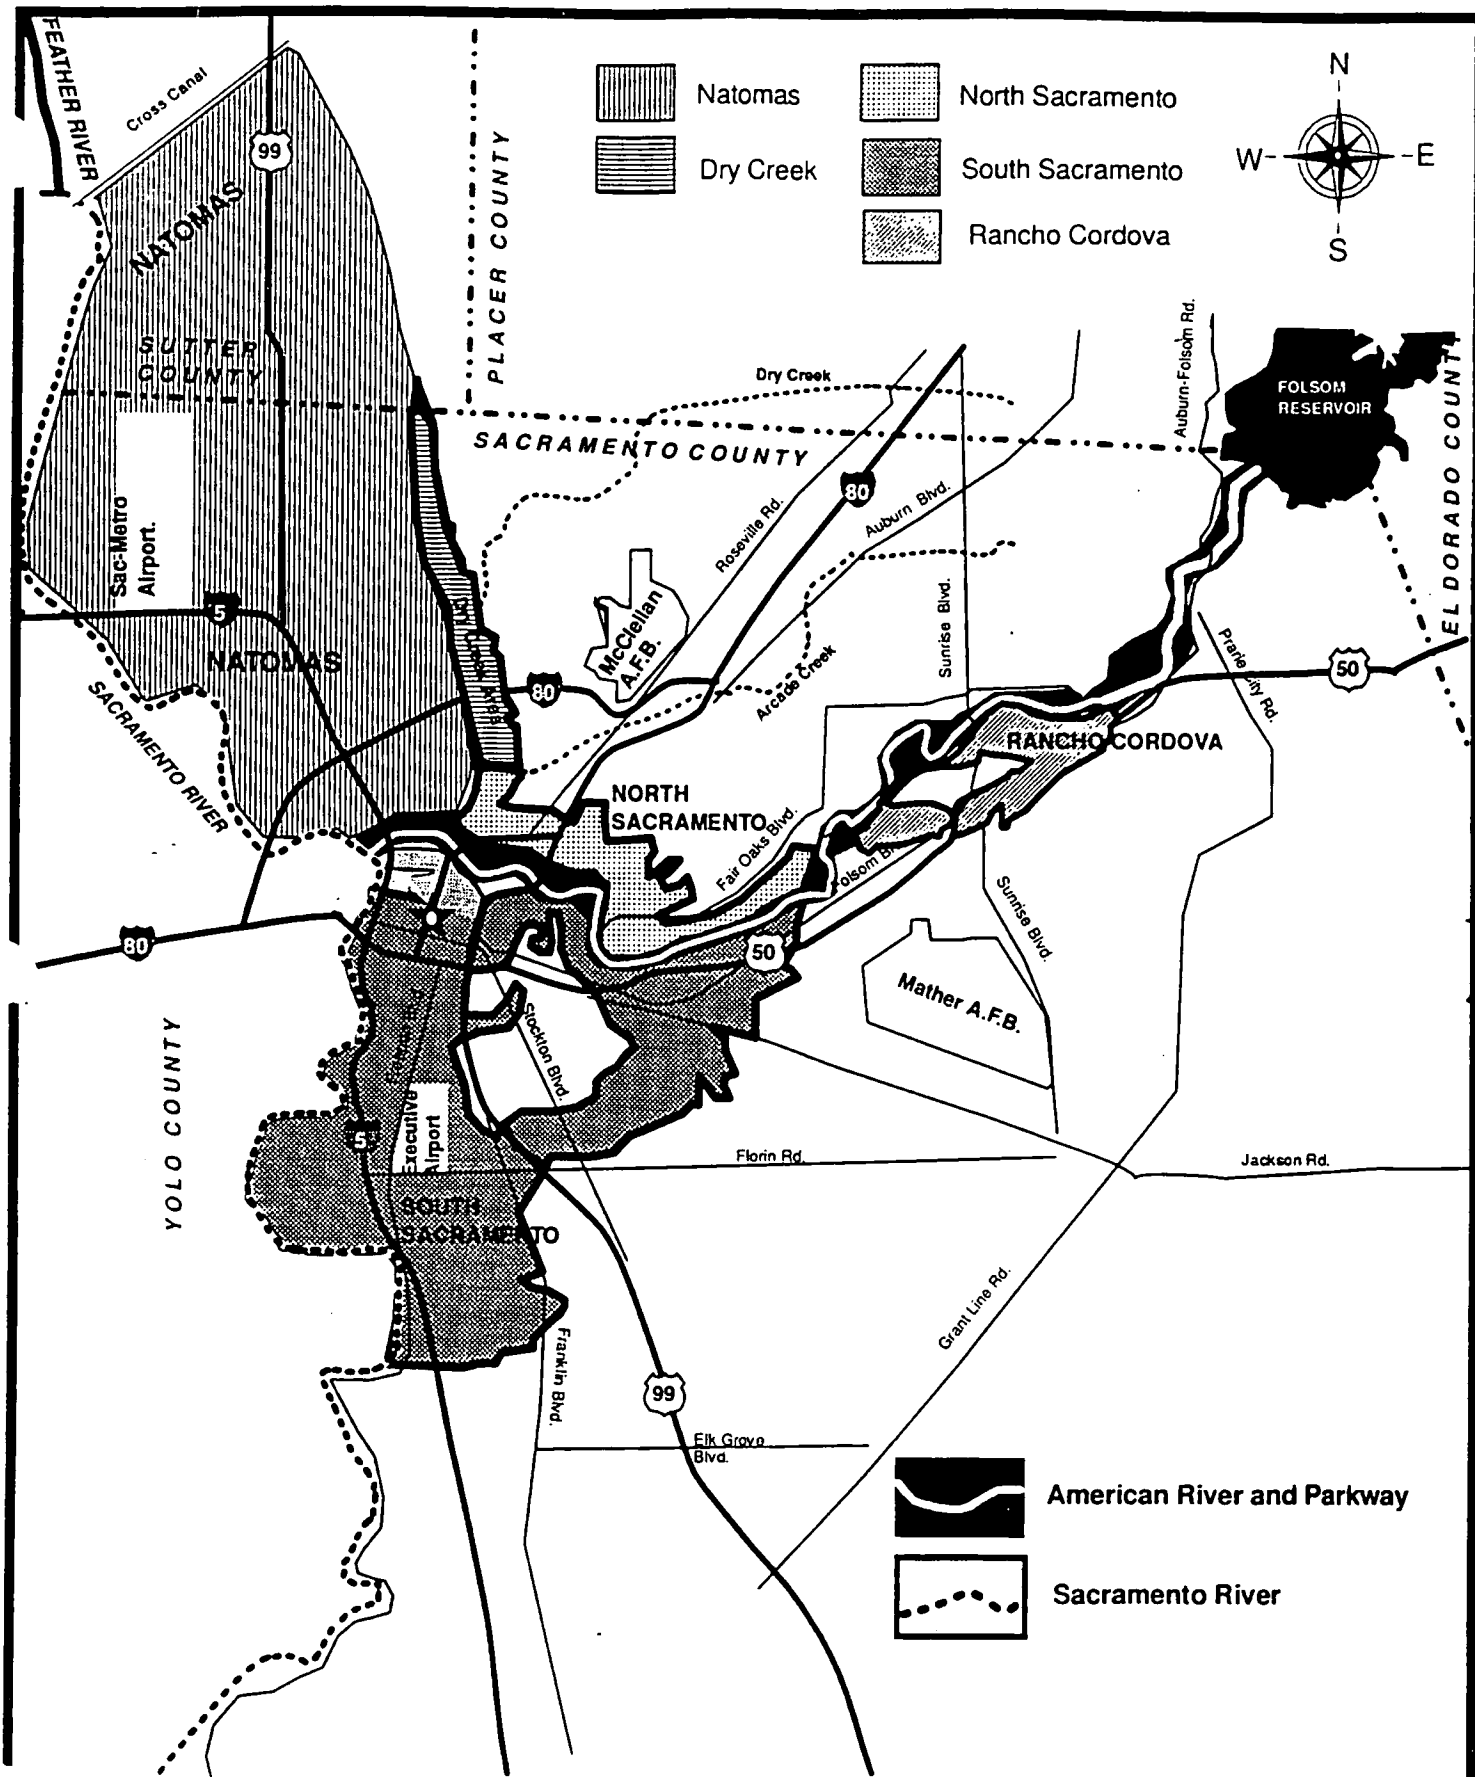 FEATHER RIVER
Cross Canal
99
NATOMAS
SUTTER
COUNTY
PLACER COUNTY
Natomas
Dry Creek
North Sacramento
South Sacramento
Rancho Cordova
N
W
E
S
Auburn-Folsom Rd.
FOLSOM
RESERVOIR
EL DORADO COUNTY
Dry Creek
SACRAMENTO COUNTY
80
Roseville Rd.
Auburn Blvd.
Sac-Metro
Airport.
5
NATOMAS
McClellan
A.F.B.
80
Sunrise Blvd.
Arcade Creek
Prarie City Rd.
50
SACRAMENTO RIVER
RANCHO CORDOVA
NORTH
SACRAMENTO
Fair Oaks Blvd.
Sunrise Blvd.
80
50
Mather A.F.B.
Stockton Blvd.
YOLO COUNTY
5
Executive
Airport
Florin Rd.
Jackson Rd.
SOUTH
SACRAMENTO
Grant Line Rd.
Franklin Blvd.
99
Elk Grove
Blvd.
American River and Parkway
Sacramento River